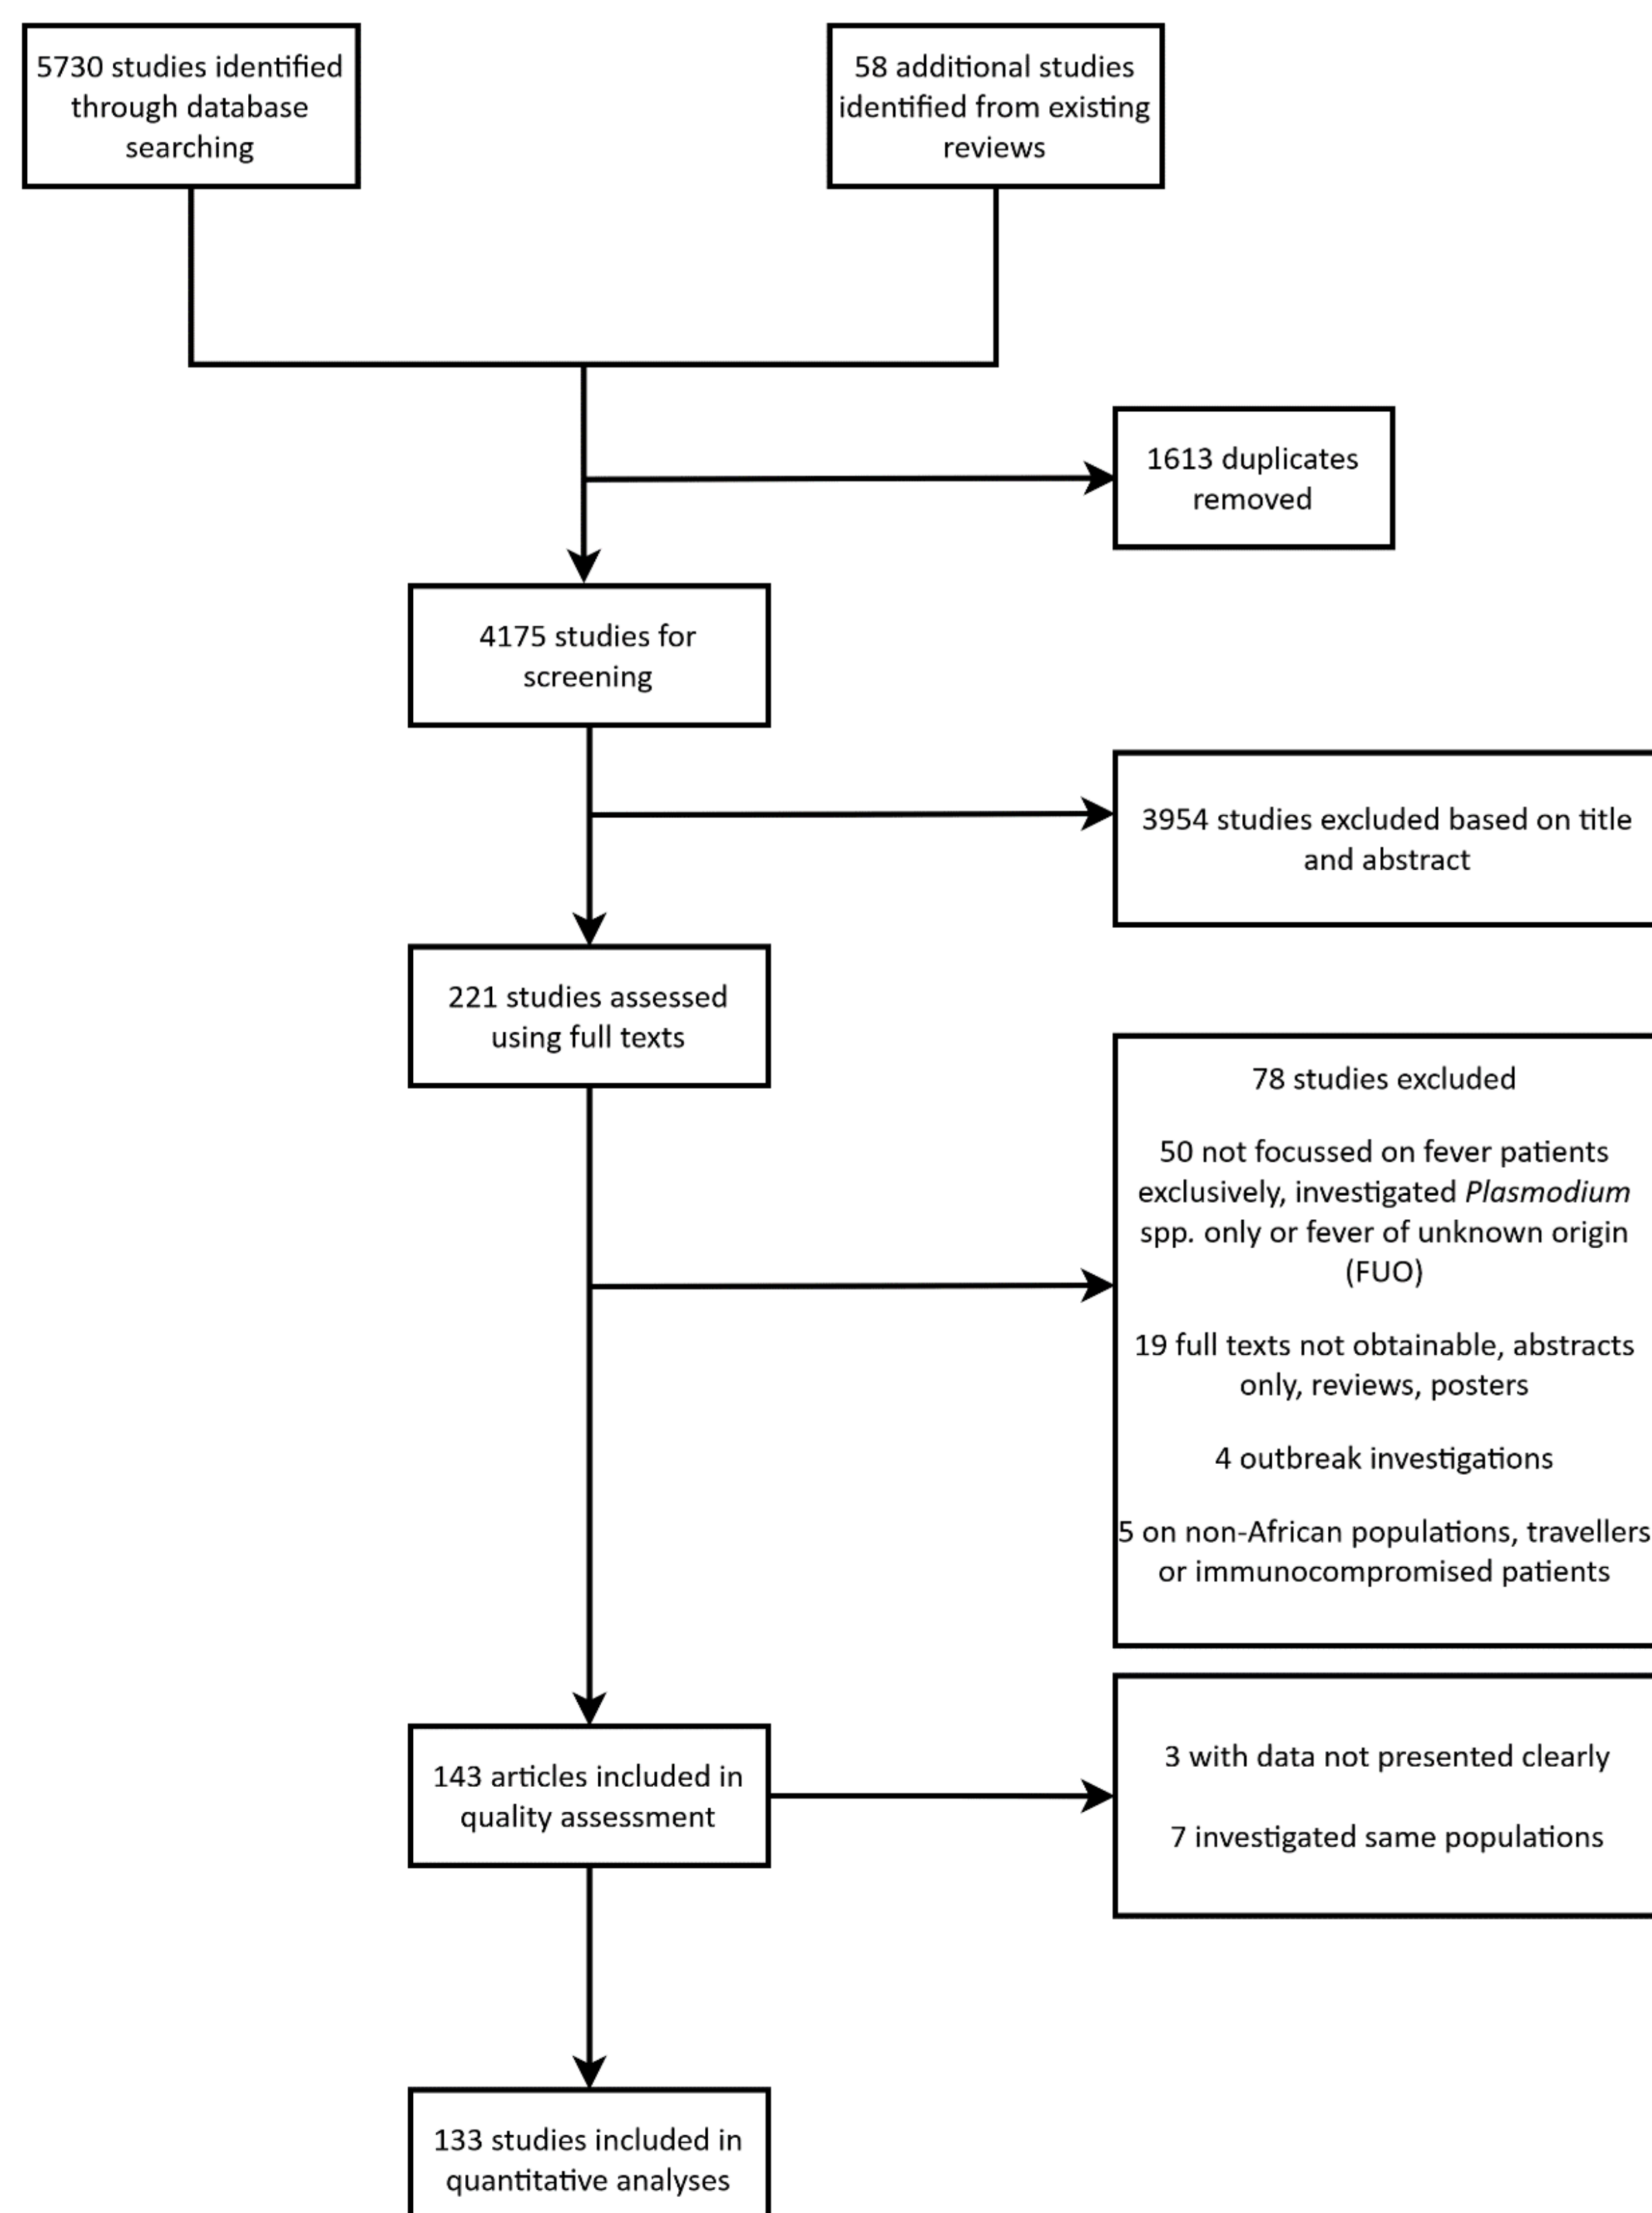 5730 studies identified
through database
searching
58 additional studies
identified from existing
reviews
1613 duplicates
removed
4175 studies for
screening
3954 studies excluded based on title
and abstract
221 studies assessed
using full texts
78 studies excluded
50 not focussed on fever patients
exclusively, investigated Plasmodium
spp. only or fever of unknown origin
(FUO)
19 full texts not obtainable, abstracts
only, reviews, posters
4 outbreak investigations
5 on non-African populations, travellers
or immunocompromised patients
143 articles included in
quality assessment
3 with data not presented clearly
7 investigated same populations
133 studies included in
quantitative analyses